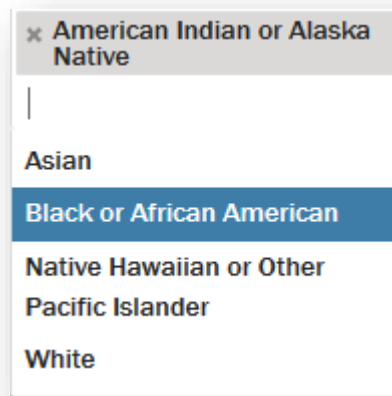 × American Indian or Alaska
Native
Asian
Black or African American
Native Hawaiian or Other
Pacific Islander
White